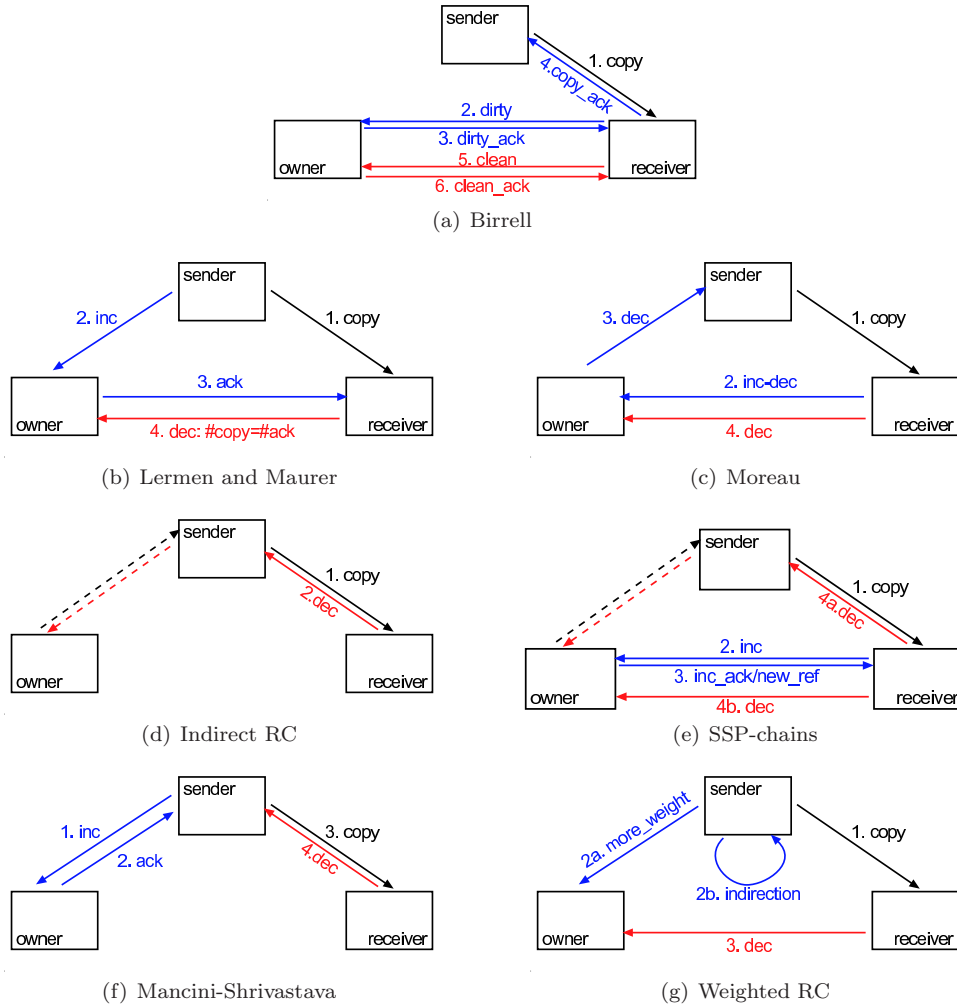 sender
1. copy
4.copy_ack
2. dirty
3. dirty_ack
5. clean
owner
receiver
6. clean_ack
(a) Birrell
sender
2. inc
1. copy
3. ack
owner
receiver
4. dec: #copy=#ack
(b) Lermen and Maurer
sender
3. dec
1. copy
2. inc-dec
owner
receiver
4. dec
(c) Moreau
sender
1. copy
2.dec
owner
receiver
(d) Indirect RC
sender
1. copy
4a.dec
2. inc
3. inc_ack/new_ref
owner
receiver
4b. dec
(e) SSP-chains
sender
1. inc
2. ack
3. copy
4.dec
owner
receiver
(f) Mancini-Shrivastava
sender
2a. more_weight
1. copy
2b. indirection
owner
receiver
3. dec
(g) Weighted RC